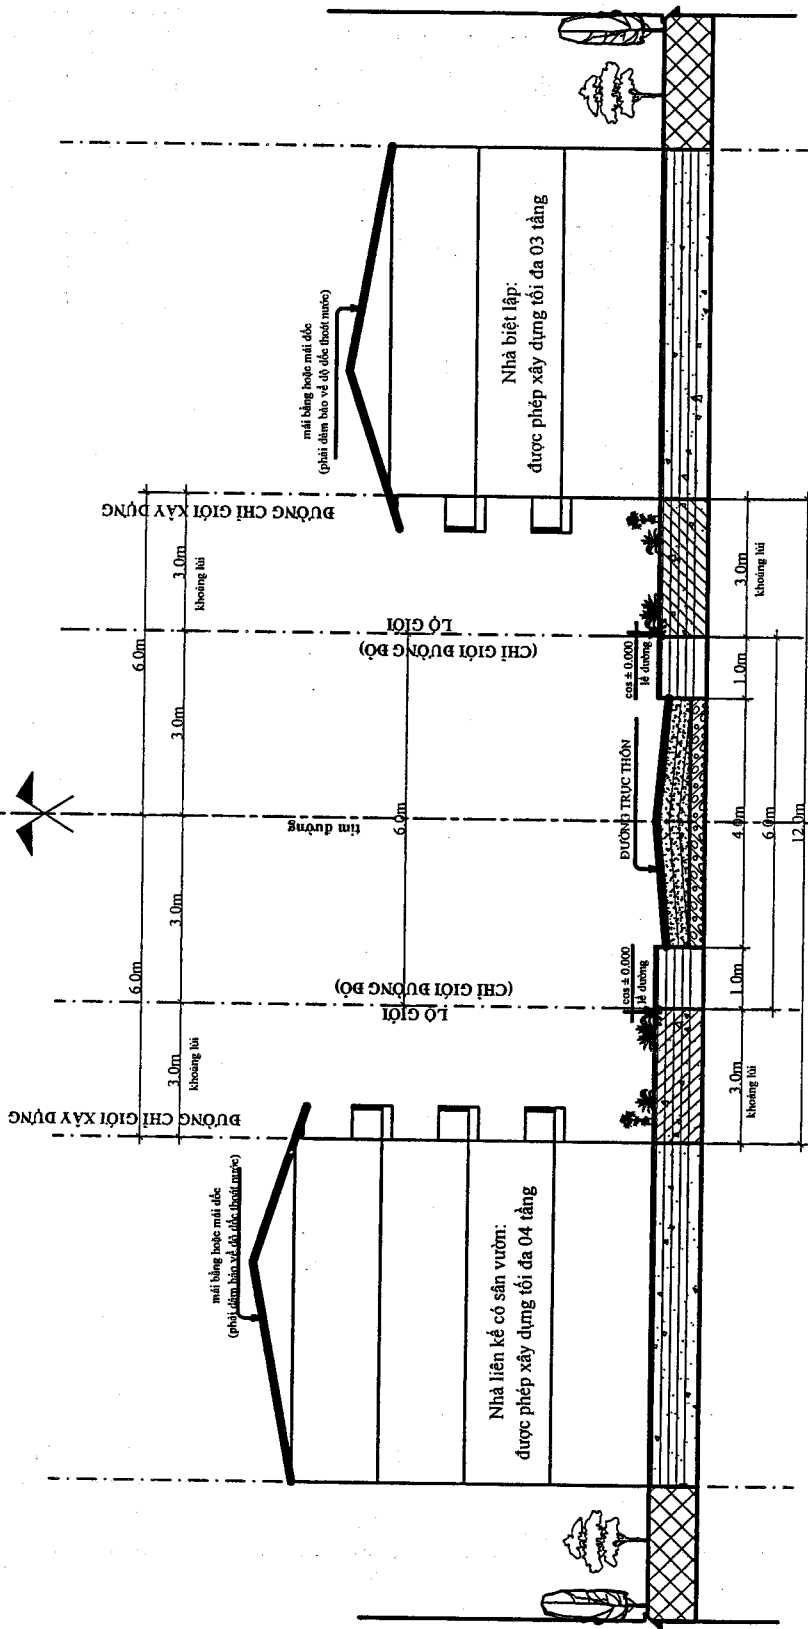 mái bằng hoặc mái dốc
(phải đảm bảo về độ dốc thoát nước)
Nhà liên kế có sân vườn:
được phép xây dựng tối đa 04 tầng
ĐƯỜNG CHỈ GIỚI XÂY DỰNG
3.0m
khoảng lùi
6.0m
3.0m
LỘ GIỚI
(CHỈ GIỚI ĐƯỜNG ĐỎ)
cos ± 0.000
lề đường
tim đường
6.0m
ĐƯỜNG TRỤC THÔN
6.0m
3.0m
LỘ GIỚI
(CHỈ GIỚI ĐƯỜNG ĐỎ)
cos ± 0.000
lề đường
3.0m
khoảng lùi
ĐƯỜNG CHỈ GIỚI XÂY DỰNG
mái bằng hoặc mái dốc
(phải đảm bảo về độ dốc thoát nước)
Nhà biệt lập:
được phép xây dựng tối đa 03 tầng
3.0m
khoảng lùi
1.0m
4.0m
1.0m
3.0m
khoảng lùi
6.0m
12.0m